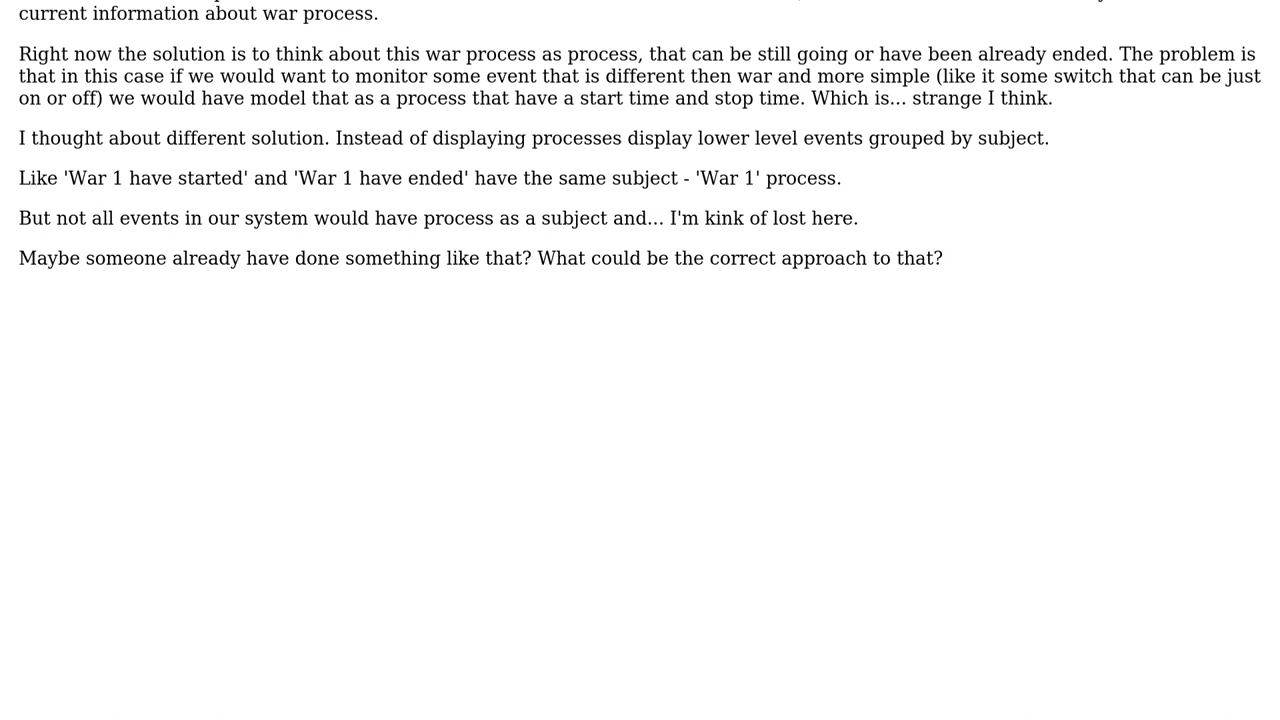 current information about war process.
Right now the solution is to think about this war process as process, that can be still going or have been already ended. The problem is
that in this case if we would want to monitor some event that is different then war and more simple (like it some switch that can be just
on or off) we would have model that as a process that have a start time and stop time. Which is... strange I think.
I thought about different solution. Instead of displaying processes display lower level events grouped by subject.
Like 'War 1 have started' and 'War 1 have ended' have the same subject - 'War 1' process.
But not all events in our system would have process as a subject and... I'm kink of lost here.
Maybe someone already have done something like that? What could be the correct approach to that?